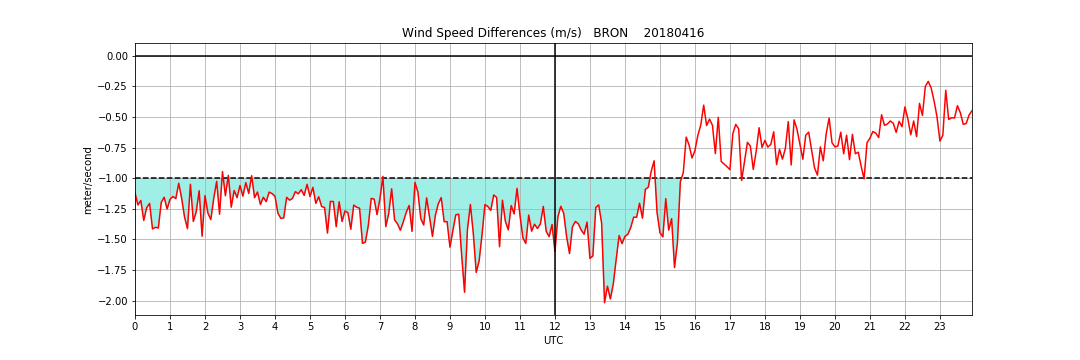 Wind Speed Differences (m/s)   BRON    20180416
0.00
−0.25
−0.50
−0.75
−1.00
−1.25
−1.50
−1.75
−2.00
meter/second
0 1 2 3 4 5 6 7 8 9 10 11 12 13 14 15 16 17 18 19 20 21 22 23
UTC